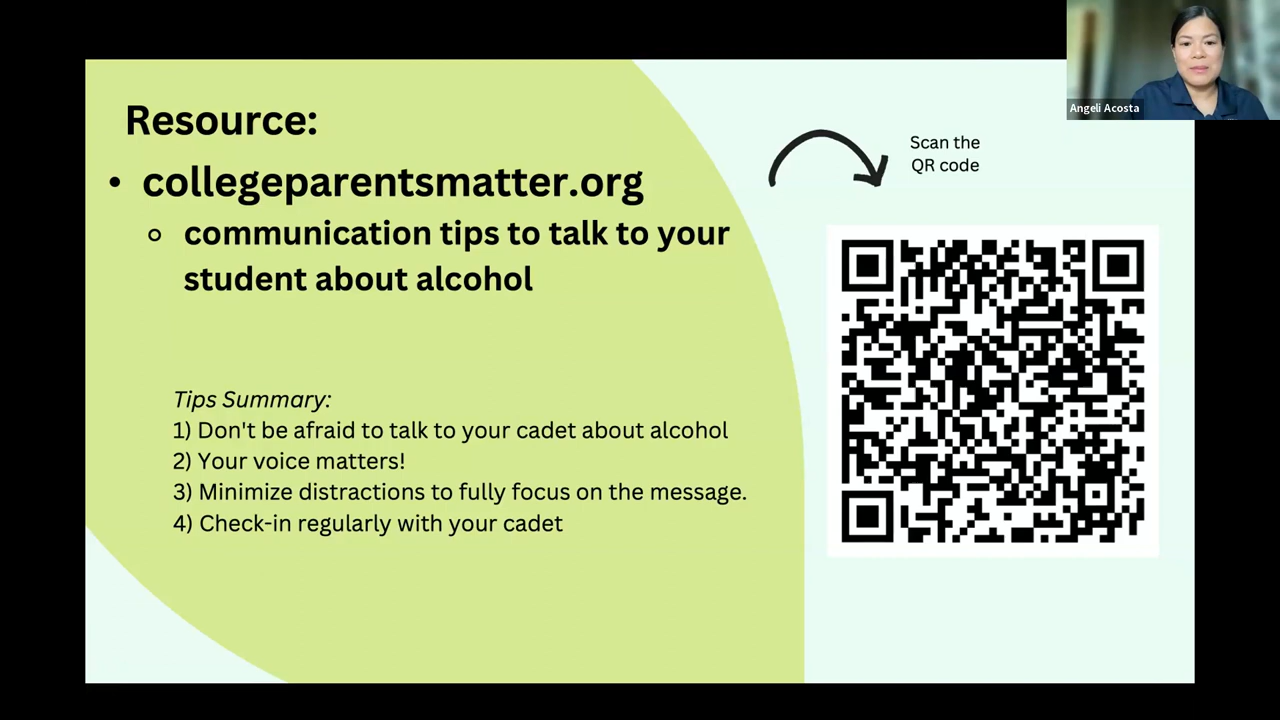 Resource:
• collegeparentsmatter.org
communication tips to talk to your
student about alcohol
Tips Summary:
1) Don't be afraid to talk to your cadet about alcohol
2) Your voice matters!
3) Minimize distractions to fully focus on the message.
4) Check-in regularly with your cadet
Scan the
QR code
Angeli Acosta